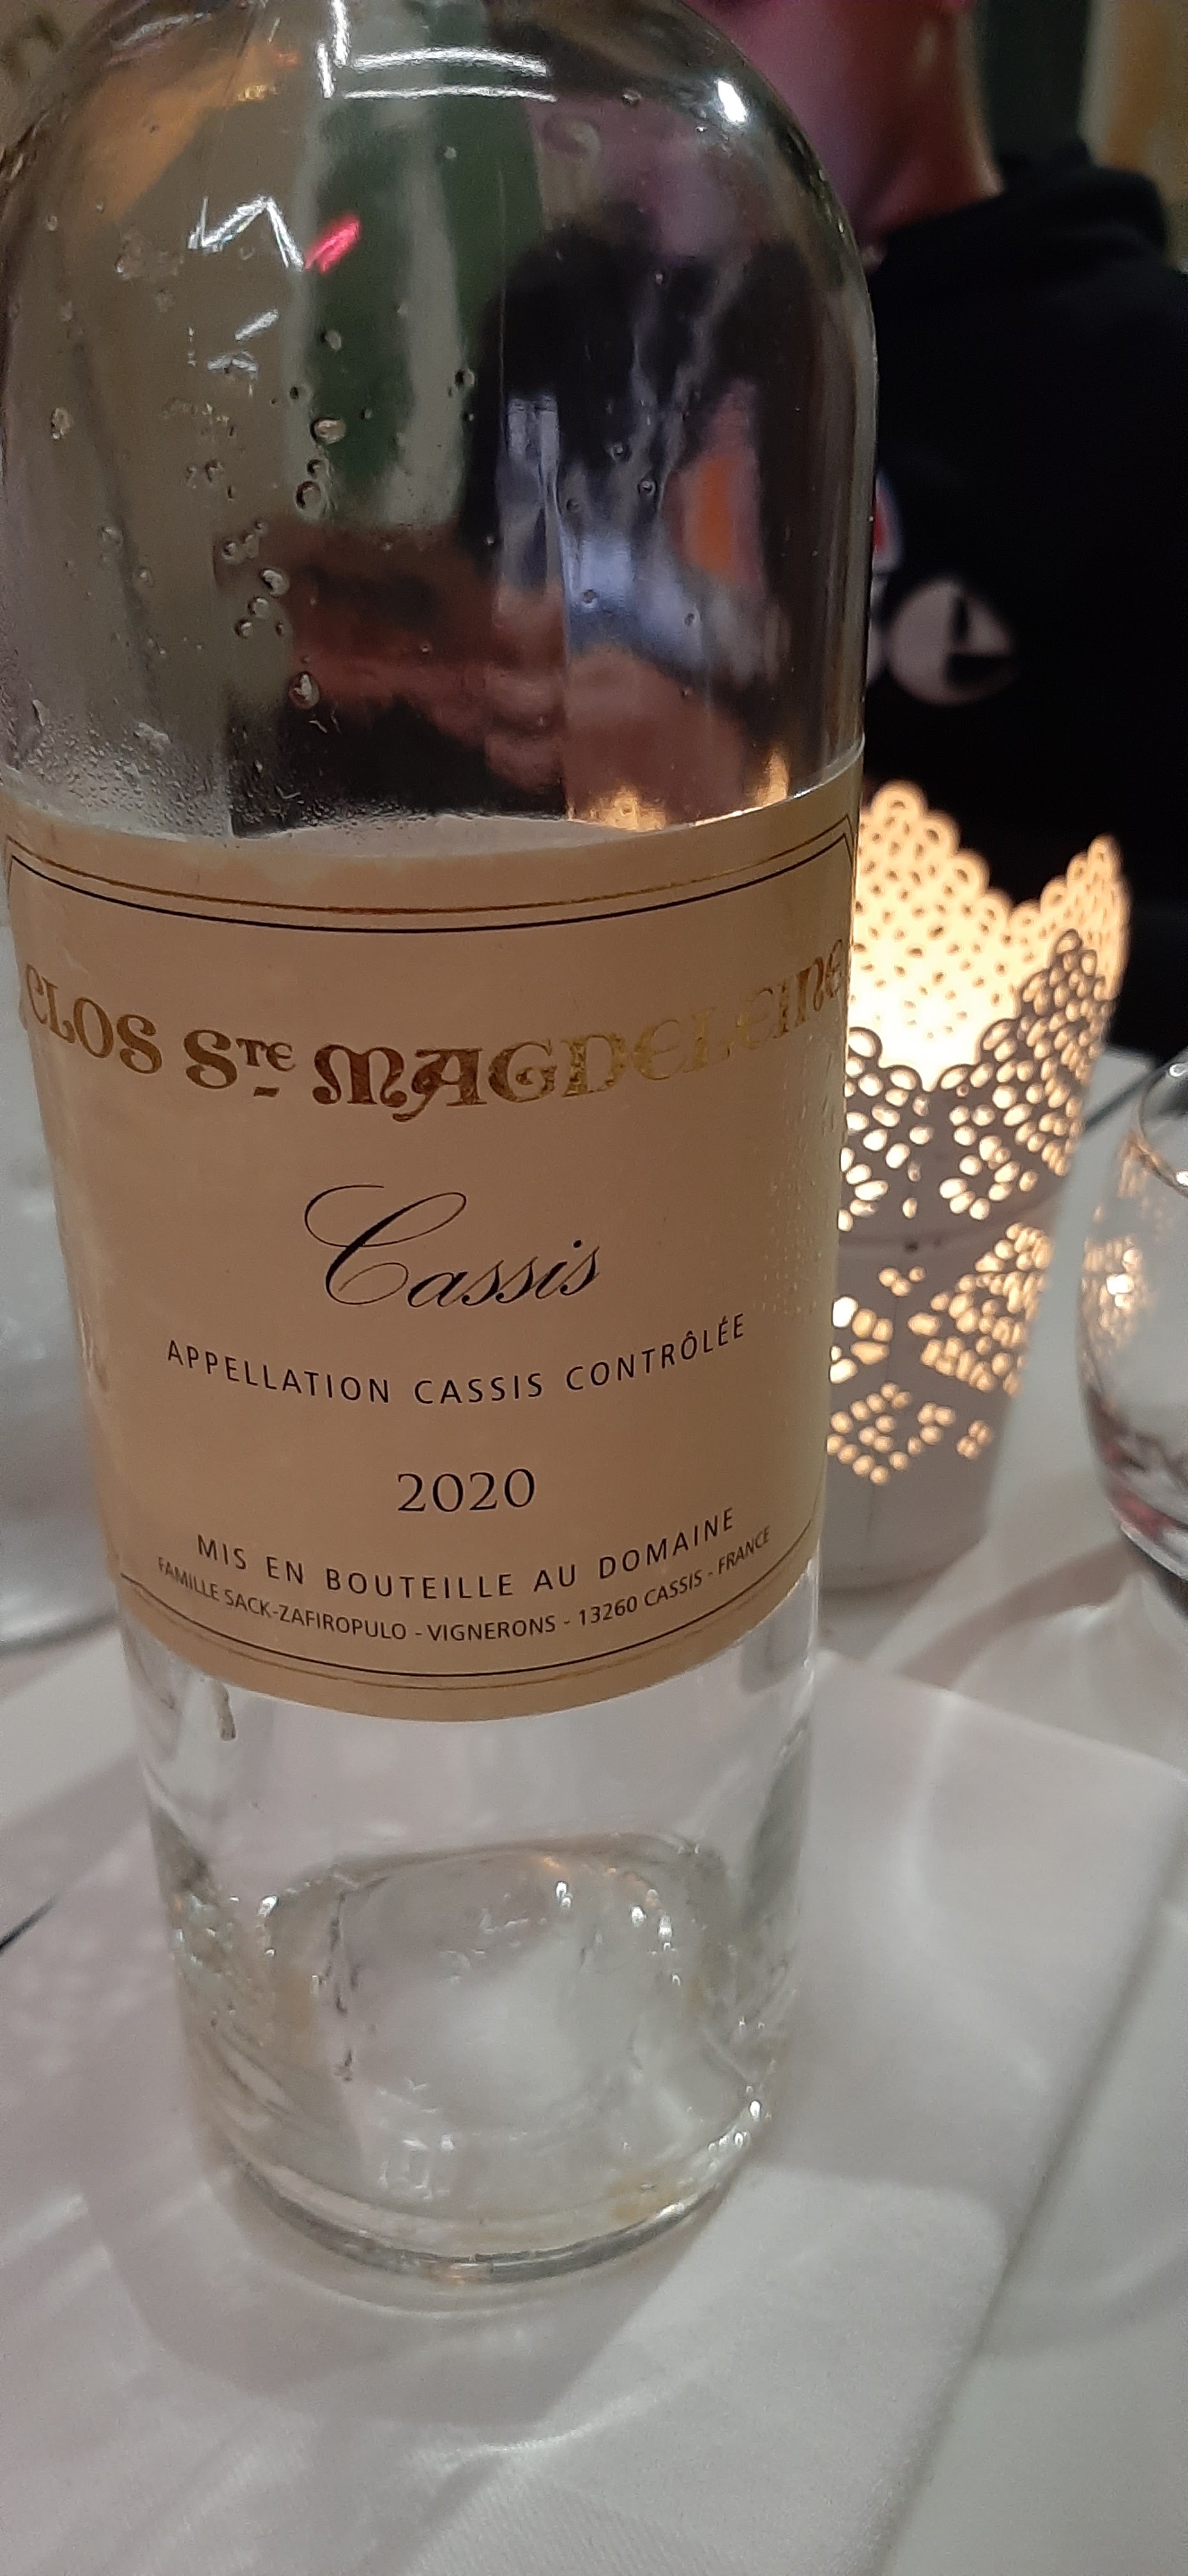 CLOS STE MAGDELEINE
Cassis
APPELLATION CASSIS CONTRÔLÉE
2020
MIS EN BOUTEILLE AU DOMAINE
FAMILLE SACK-ZAFIROPULO - VIGNERONS - 13260 CASSIS - FRANCE